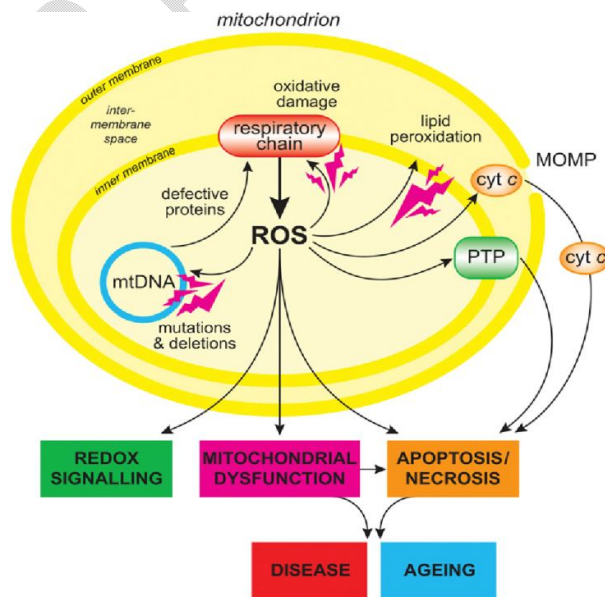 mitochondrion
outer membrane
inter-
membrane
space
inner membrane
oxidative
damage
respiratory
chain
lipid
peroxidation
MOMP
cyt c
defective
proteins
ROS
cyt c
PTP
mtDNA
mutations
& deletions
REDOX
SIGNALLING
MITOCHONDRIAL
DYSFUNCTION
APOPTOSIS/
NECROSIS
DISEASE
AGEING